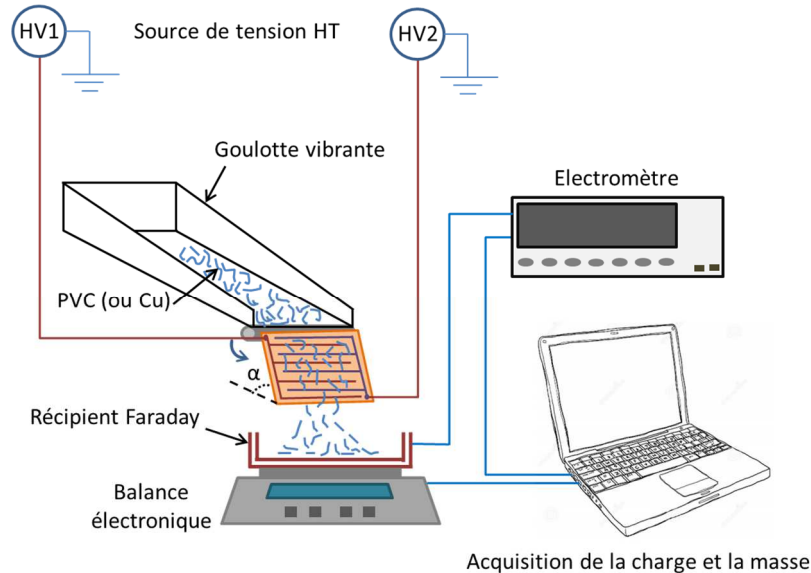 HV1
Source de tension HT
HV2
Goulotte vibrante
Electromètre
PVC (ou Cu)
α
Récipient Faraday
Balance
électronique
Acquisition de la charge et la masse